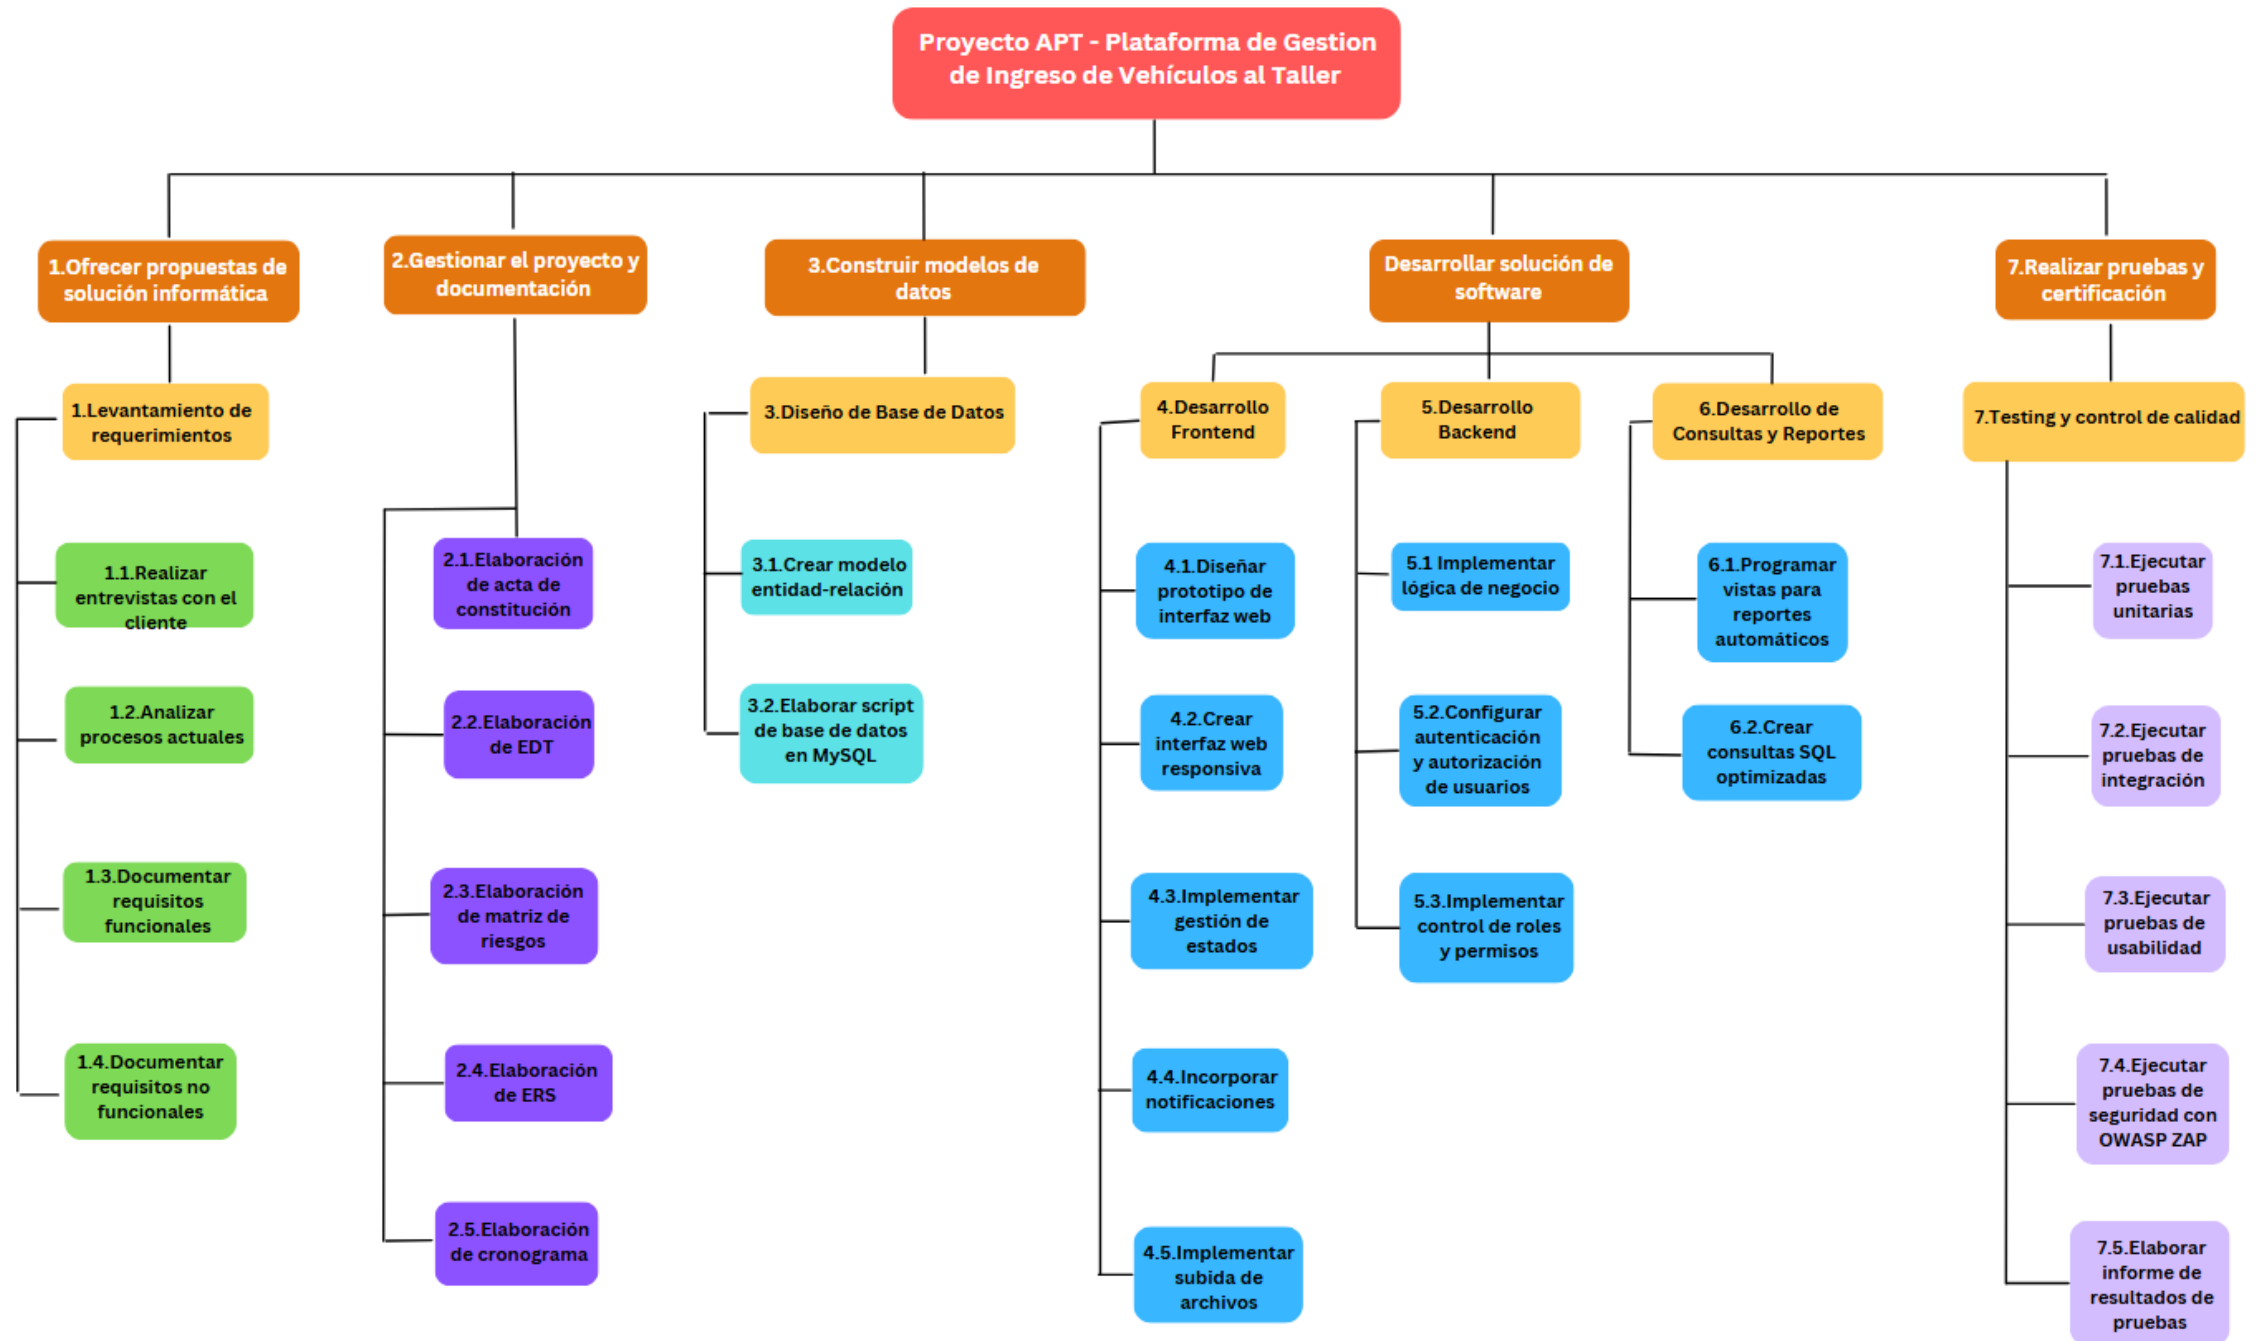 Proyecto APT - Plataforma de Gestion
de Ingreso de Vehículos al Taller
1.Ofrecer propuestas de
solución informática
2.Gestionar el proyecto y
documentación
3.Construir modelos de
datos
Desarrollar solución de
software
7.Realizar pruebas y
certificación
1.Levantamiento de
requerimientos
3.Diseño de Base de Datos
4.Desarrollo
Frontend
5.Desarrollo
Backend
6.Desarrollo de
Consultas y Reportes
7.Testing y control de calidad
1.1.Realizar
entrevistas con el
cliente
1.2.Analizar
procesos actuales
1.3.Documentar
requisitos
funcionales
1.4.Documentar
requisitos no
funcionales
2.1.Elaboración
de acta de
constitución
2.2.Elaboración
de EDT
2.3.Elaboración
de matriz de
riesgos
2.4.Elaboración
de ERS
2.5.Elaboración
de cronograma
3.1.Crear modelo
entidad-relación
3.2.Elaborar script
de base de datos
en MySQL
4.1.Diseñar
prototipo de
interfaz web
4.2.Crear
interfaz web
responsiva
4.3.Implementar
gestión de
estados
4.4.Incorporar
notificaciones
4.5.Implementar
subida de
archivos
5.1 Implementar
lógica de negocio
5.2.Configurar
autenticación
y autorización
de usuarios
5.3.Implementar
control de roles
y permisos
6.1.Programar
vistas para
reportes
automáticos
6.2.Crear
consultas SQL
optimizadas
7.1.Ejecutar
pruebas
unitarias
7.2.Ejecutar
pruebas de
integración
7.3.Ejecutar
pruebas de
usabilidad
7.4.Ejecutar
pruebas de
seguridad con
OWASP ZAP
7.5.Elaborar
informe de
resultados de
pruebas